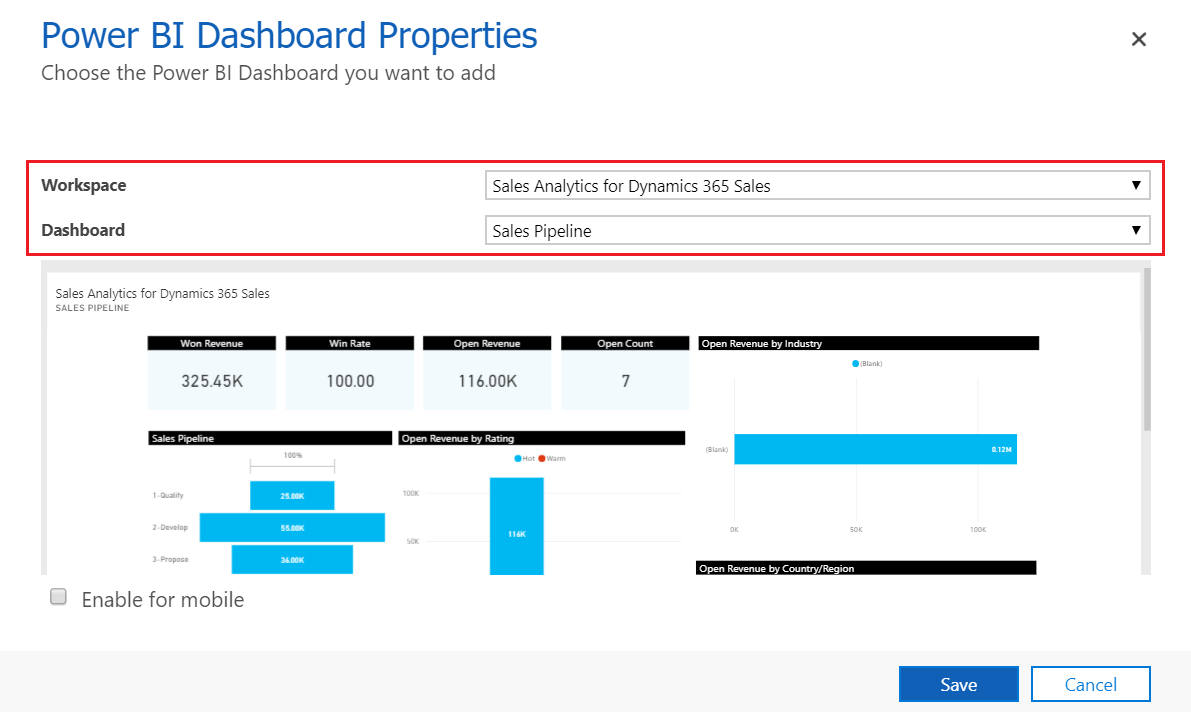 Power BI Dashboard Properties
Choose the Power BI Dashboard you want to add
Workspace
Sales Analytics for Dynamics 365 Sales
Dashboard
Sales Pipeline
Sales Analytics for Dynamics 365 Sales
SALES PIPELINE
Won Revenue
325.45K
Win Rate
100.00
Open Revenue
116.00K
Open Count
7
Open Revenue by Industry
(Blank)
(Blank)
0.12M
0K 50K 100K
Sales Pipeline
100%
1-Qualify 25.00K
2-Develop 55.00K
3-Propose 36.00K
Open Revenue by Rating
Hot Warm
100K
116K
50K
Open Revenue by Country/Region
Enable for mobile
Save
Cancel